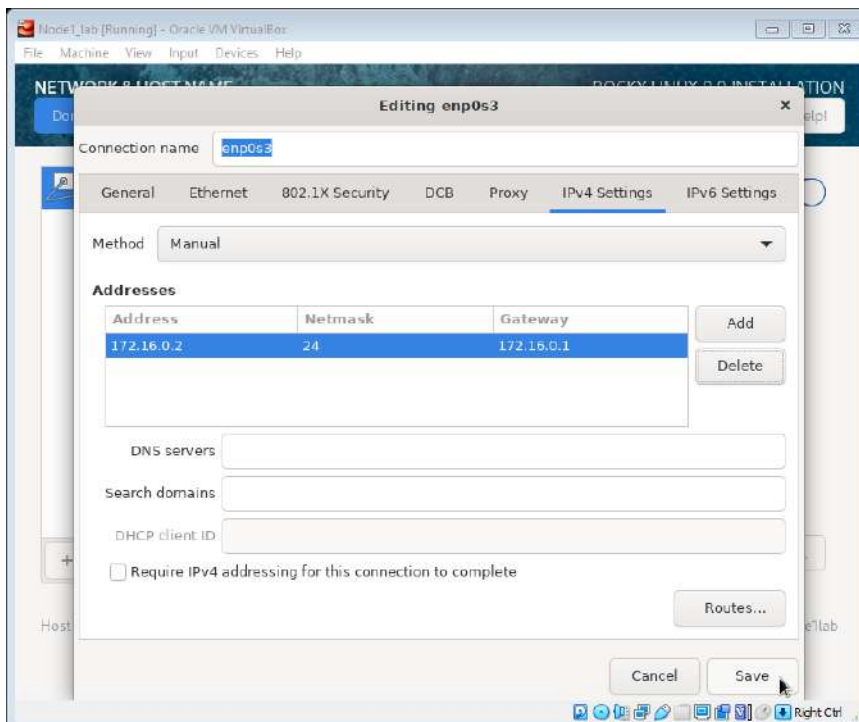 Node1_lab [Running] - Oracle VM VirtualBox
File Machine View Input Devices Help
NETWORK & HOST NAME ROCKY LINUX 9.0 INSTALLATION
Editing enp0s3
Connection name enp0s3
General Ethernet 802.1X Security DCB Proxy IPv4 Settings IPv6 Settings
Method Manual
Addresses
Address Netmask Gateway
172.16.0.2 24 172.16.0.1
Add
Delete
DNS servers
Search domains
DHCP client ID
Require IPv4 addressing for this connection to complete
Routes...
Host
Cancel Save
Right Ctrl